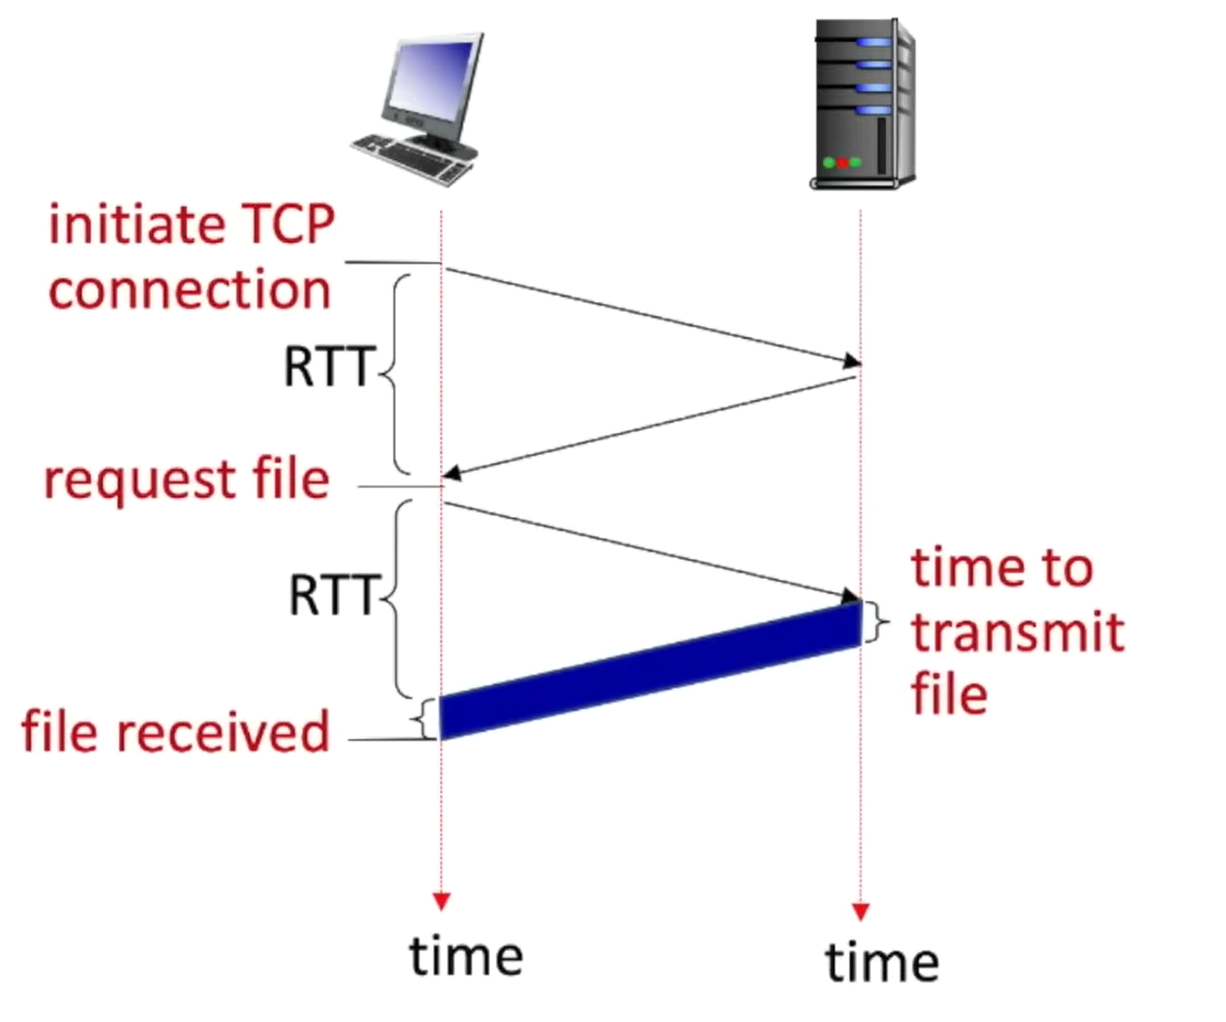 initiate TCP
connection
RTT
request file
RTT
time to
transmit
file
file received
time
time